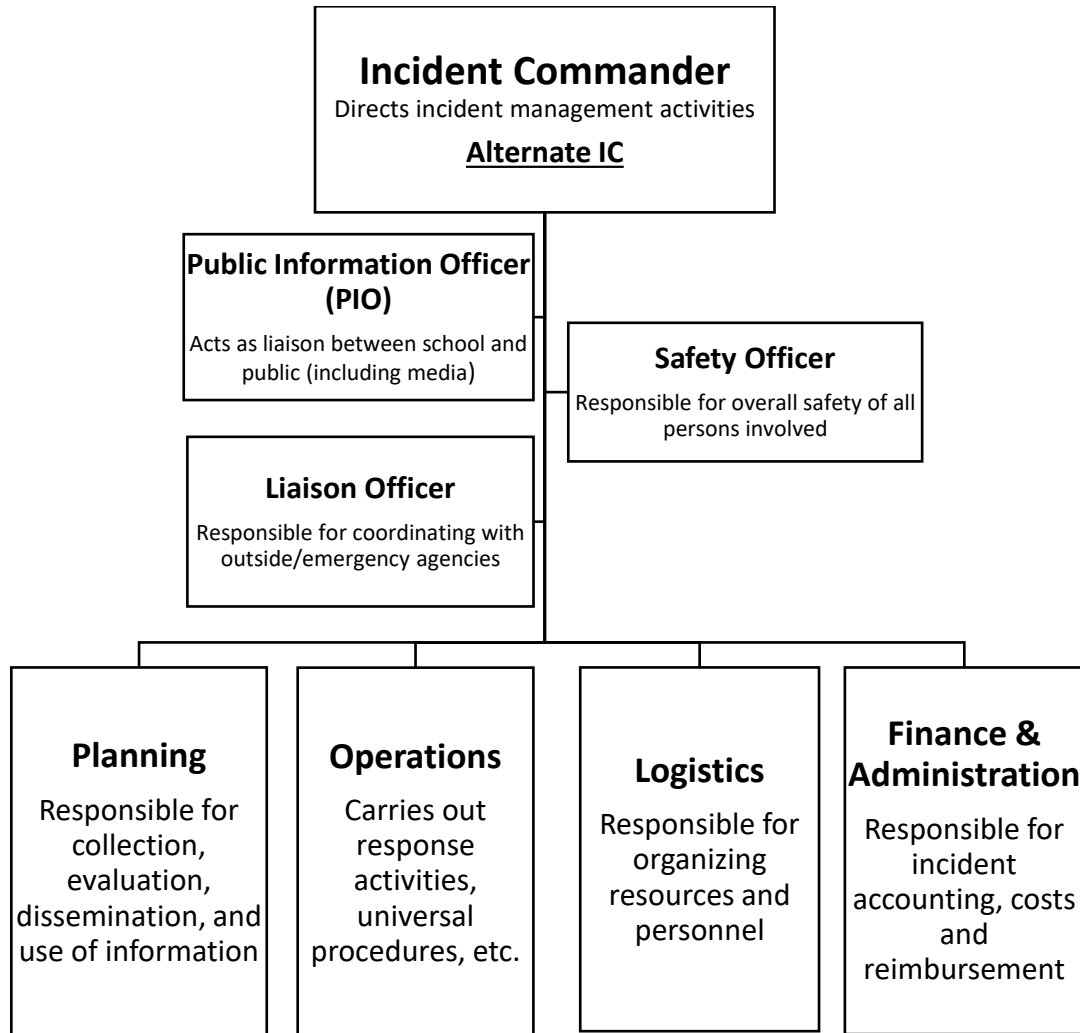 Incident Commander
Directs incident management activities
Alternate IC
Public Information Officer
(PIO)
Acts as liaison between school and
public (including media)
Safety Officer
Responsible for overall safety of all
persons involved
Liaison Officer
Responsible for coordinating with
outside/emergency agencies
Planning
Responsible for
collection,
evaluation,
dissemination, and
use of information
Operations
Carries out
response
activities,
universal
procedures, etc.
Logistics
Responsible for
organizing
resources and
personnel
Finance &
Administration
Responsible for
incident
accounting, costs
and
reimbursement